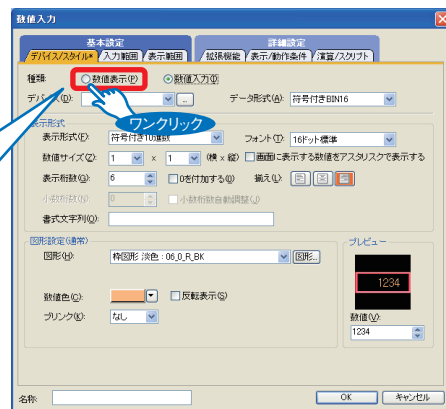 数値入力
基本設定
詳細設定
デバイス/スタイル*
入力範囲
表示範囲
拡張機能
表示/動作条件
演算/スクリプト
種類:
数値表示(P)
数値入力(I)
デバイス(D):
...
データ形式(A):
符号付きBIN16
ワンクリック
表示形式
表示形式(F):
符号付き10進数
フォント(T):
16ドット標準
数値サイズ(Z):
1
x
1
(横 x 縦)
画面に表示する数値をアスタリスクで表示する
表示桁数(G):
6
0を付加する(0)
揃え(L):
小数桁数(N):
0
小数桁数自動調整(J)
書式文字列(Q):
図形設定(通常)
図形(H):
枠図形 淡色 : 06_0_R_BK
図形...
数値色(C):
反転表示(S)
ブリンク(K):
なし
プレビュー
1234
数値(V):
1234
名称:
OK
キャンセル